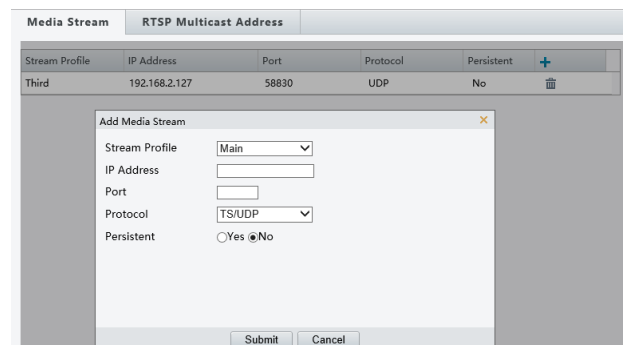 Media Stream RTSP Multicast Address
Stream Profile IP Address Port Protocol Persistent +
Third 192.168.2.127 58830 UDP No
Add Media Stream ×
Stream Profile Main
IP Address
Port
Protocol TS/UDP
Persistent Yes No
Submit Cancel